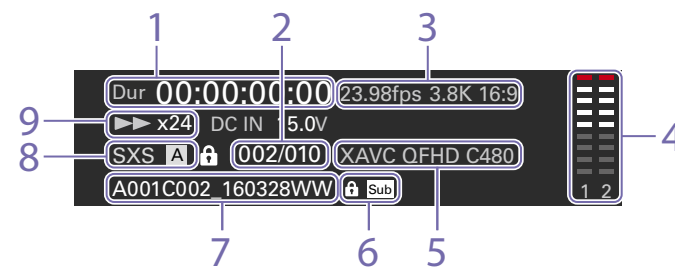 1 2 3
Dur 00:00:00:00 23.98fps 3.8K 16:9
9 x24 DC IN 15.0V 4
8 SXS A 002/010 XAVC QFHD C480
A001C002_160328WW Sub 1 2
7 6 5